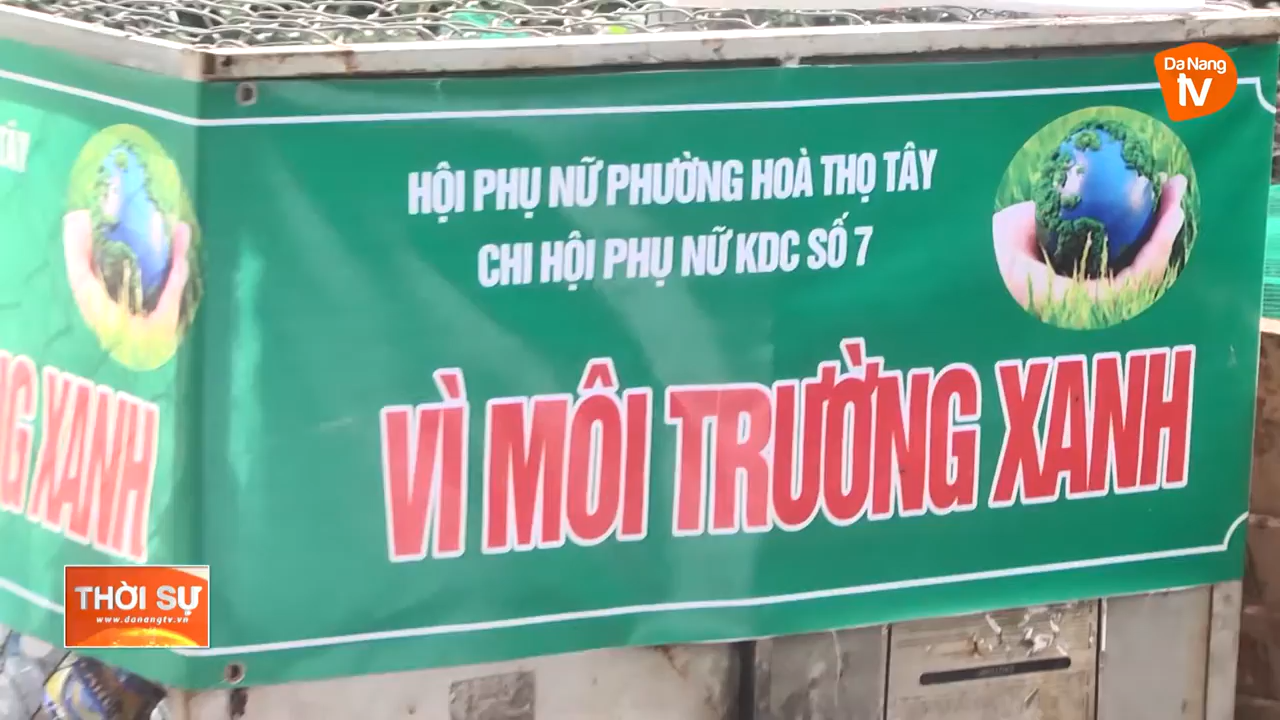 Da Nang
tv
HỘI PHỤ NỮ PHƯỜNG HOÀ THỌ TÂY
CHI HỘI PHỤ NỮ KDC SỐ 7
VÌ MÔI TRƯỜNG XANH
TÂY
NG XANH
THỜI SỰ
www.danangtv.vn